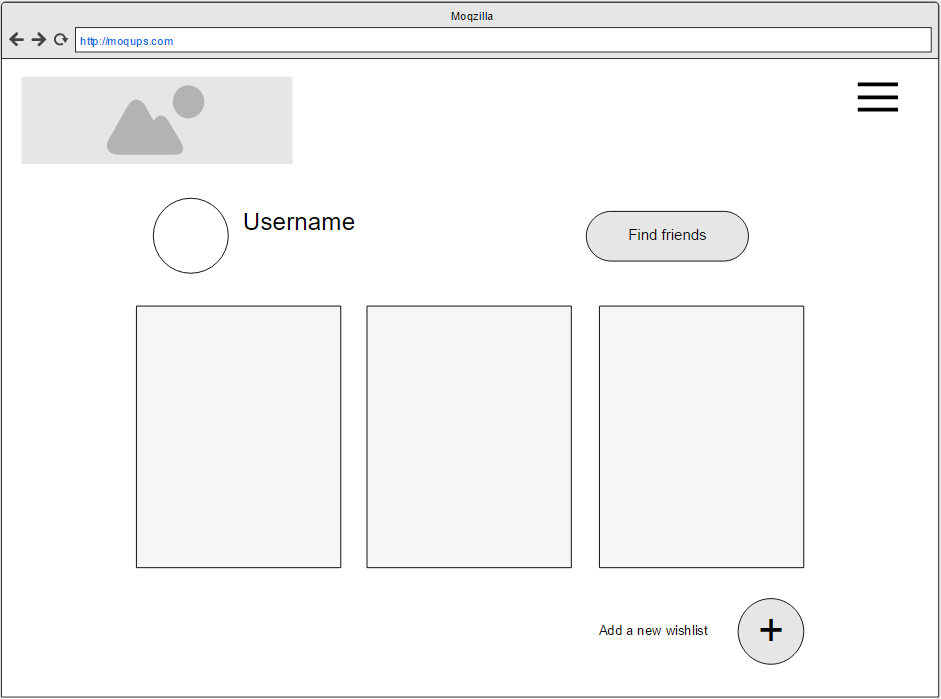 Moqzilla
http://moqups.com
Username
Find friends
Add a new wishlist